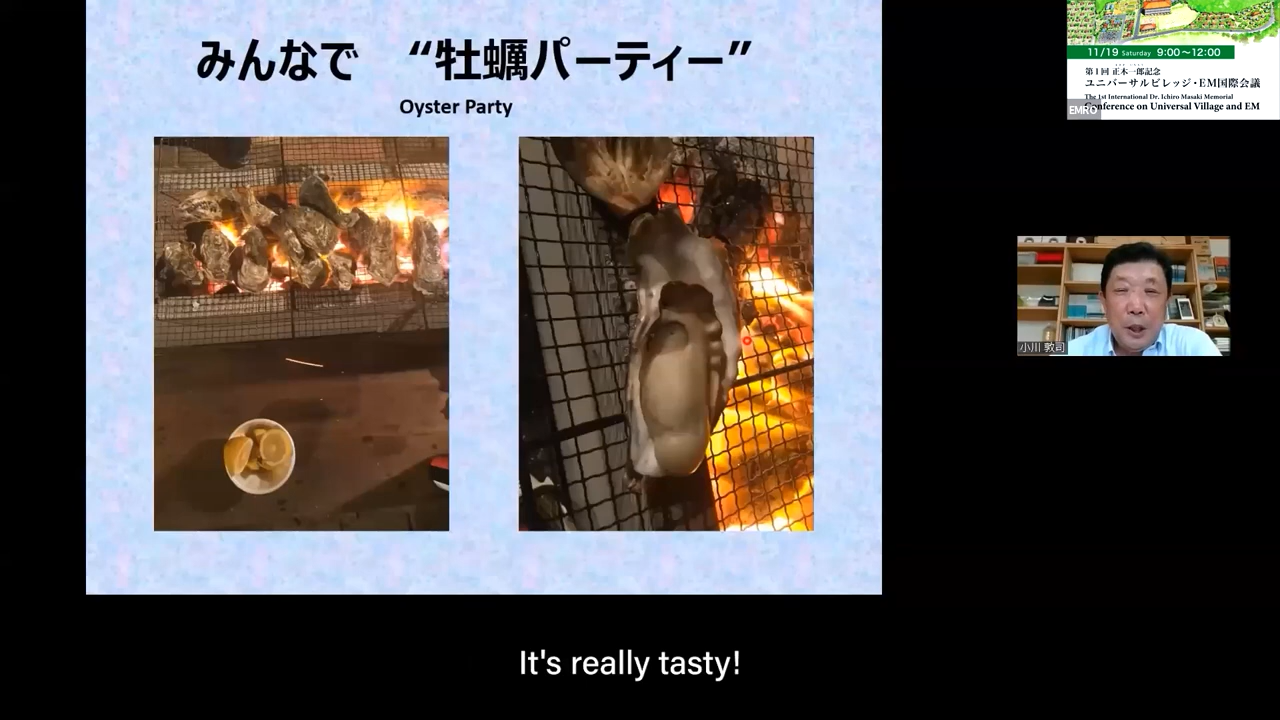 みんなで “牡蠣パーティー”
Oyster Party
11/19 Saturday 9:00～12:00
第1回 正木一郎記念
ユニバーサルビレッジ・EM国際会議
The 1st International Dr. Ichiro Masaki Memorial
Conference on Universal Village and EM
EMRO
小川 敦司
It's really tasty!